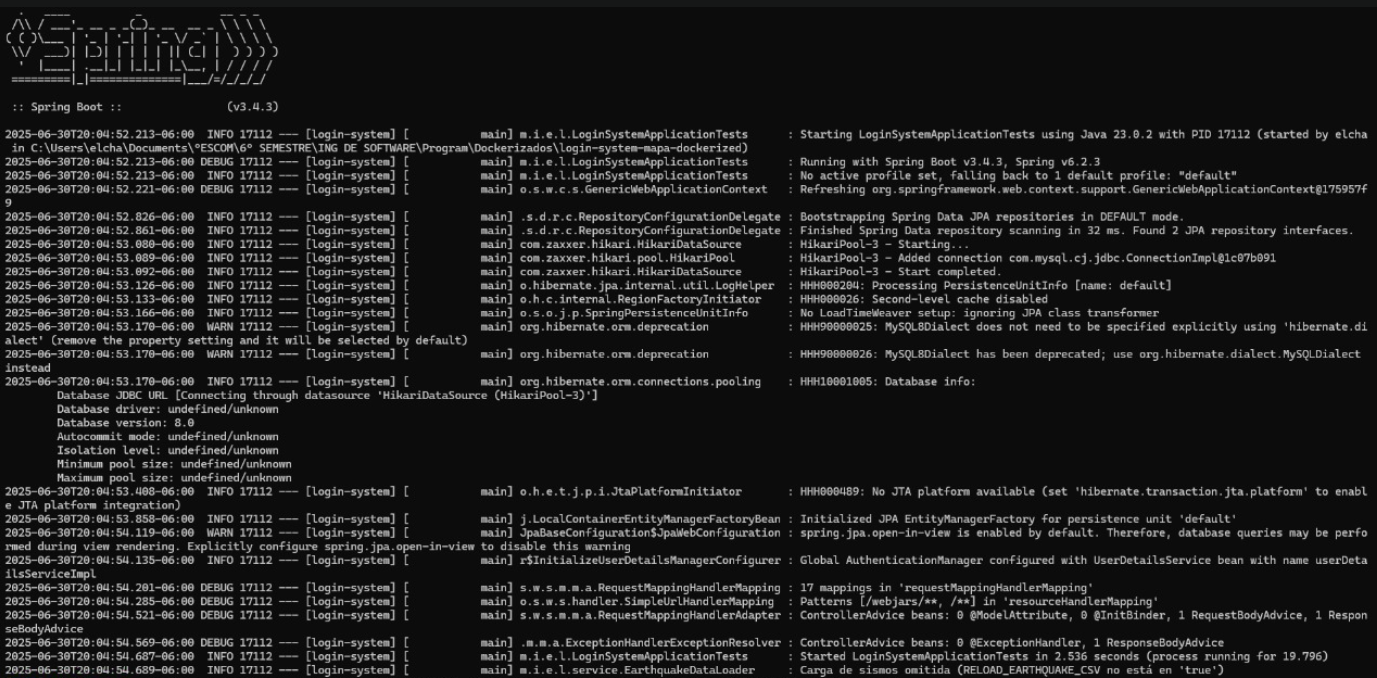 :: Spring Boot ::                (v3.4.3)
2025-06-30T20:04:52.213-06:00  INFO 17112 --- [login-system] [           main] m.i.e.l.LoginSystemApplicationTests      : Starting LoginSystemApplicationTests using Java 23.0.2 with PID 17112 (started by elcha
 in C:\Users\elcha\Documents\°ESCOM\6° SEMESTRE\ING DE SOFTWARE\Program\Dockerizados\login-system-mapa-dockerized)
2025-06-30T20:04:52.213-06:00 DEBUG 17112 --- [login-system] [           main] m.i.e.l.LoginSystemApplicationTests      : Running with Spring Boot v3.4.3, Spring v6.2.3
2025-06-30T20:04:52.213-06:00  INFO 17112 --- [login-system] [           main] m.i.e.l.LoginSystemApplicationTests      : No active profile set, falling back to 1 default profile: "default"
2025-06-30T20:04:52.221-06:00 DEBUG 17112 --- [login-system] [           main] o.s.w.c.s.GenericWebApplicationContext   : Refreshing org.springframework.web.context.support.GenericWebApplicationContext@175957f
9
2025-06-30T20:04:52.826-06:00  INFO 17112 --- [login-system] [           main] .s.d.r.c.RepositoryConfigurationDelegate : Bootstrapping Spring Data JPA repositories in DEFAULT mode.
2025-06-30T20:04:52.861-06:00  INFO 17112 --- [login-system] [           main] .s.d.r.c.RepositoryConfigurationDelegate : Finished Spring Data repository scanning in 32 ms. Found 2 JPA repository interfaces.
2025-06-30T20:04:53.080-06:00  INFO 17112 --- [login-system] [           main] com.zaxxer.hikari.HikariDataSource       : HikariPool-3 - Starting...
2025-06-30T20:04:53.089-06:00  INFO 17112 --- [login-system] [           main] com.zaxxer.hikari.pool.HikariPool        : HikariPool-3 - Added connection com.mysql.cj.jdbc.ConnectionImpl@1c07b091
2025-06-30T20:04:53.092-06:00  INFO 17112 --- [login-system] [           main] com.zaxxer.hikari.HikariDataSource       : HikariPool-3 - Start completed.
2025-06-30T20:04:53.126-06:00  INFO 17112 --- [login-system] [           main] o.hibernate.jpa.internal.util.LogHelper  : HHH000204: Processing PersistenceUnitInfo [name: default]
2025-06-30T20:04:53.133-06:00  INFO 17112 --- [login-system] [           main] o.h.c.internal.RegionFactoryInitiator    : HHH000026: Second-level cache disabled
2025-06-30T20:04:53.166-06:00  INFO 17112 --- [login-system] [           main] o.s.o.j.p.SpringPersistenceUnitInfo      : No LoadTimeWeaver setup: ignoring JPA class transformer
2025-06-30T20:04:53.170-06:00  WARN 17112 --- [login-system] [           main] org.hibernate.orm.deprecation            : HHH90000025: MySQL8Dialect does not need to be specified explicitly using 'hibernate.di
alect' (remove the property setting and it will be selected by default)
2025-06-30T20:04:53.170-06:00  WARN 17112 --- [login-system] [           main] org.hibernate.orm.deprecation            : HHH90000026: MySQL8Dialect has been deprecated; use org.hibernate.dialect.MySQLDialect
instead
2025-06-30T20:04:53.170-06:00  INFO 17112 --- [login-system] [           main] org.hibernate.orm.connections.pooling    : HHH10001005: Database info:
        Database JDBC URL [Connecting through datasource 'HikariDataSource (HikariPool-3)']
        Database driver: undefined/unknown
        Database version: 8.0
        Autocommit mode: undefined/unknown
        Isolation level: undefined/unknown
        Minimum pool size: undefined/unknown
        Maximum pool size: undefined/unknown
2025-06-30T20:04:53.408-06:00  INFO 17112 --- [login-system] [           main] o.h.e.t.j.p.i.JtaPlatformInitiator       : HHH000489: No JTA platform available (set 'hibernate.transaction.jta.platform' to enabl
e JTA platform integration)
2025-06-30T20:04:53.858-06:00  INFO 17112 --- [login-system] [           main] j.LocalContainerEntityManagerFactoryBean : Initialized JPA EntityManagerFactory for persistence unit 'default'
2025-06-30T20:04:54.119-06:00  WARN 17112 --- [login-system] [           main] JpaBaseConfiguration$JpaWebConfiguration : spring.jpa.open-in-view is enabled by default. Therefore, database queries may be perfo
rmed during view rendering. Explicitly configure spring.jpa.open-in-view to disable this warning
2025-06-30T20:04:54.135-06:00  INFO 17112 --- [login-system] [           main] r$InitializeUserDetailsManagerConfigurer : Global AuthenticationManager configured with UserDetailsService bean with name userDeta
ilsServiceImpl
2025-06-30T20:04:54.201-06:00 DEBUG 17112 --- [login-system] [           main] s.w.s.m.m.a.RequestMappingHandlerMapping : 17 mappings in 'requestMappingHandlerMapping'
2025-06-30T20:04:54.285-06:00 DEBUG 17112 --- [login-system] [           main] o.s.w.s.handler.SimpleUrlHandlerMapping  : Patterns [/webjars/**, /**] in 'resourceHandlerMapping'
2025-06-30T20:04:54.521-06:00 DEBUG 17112 --- [login-system] [           main] s.w.s.m.m.a.RequestMappingHandlerAdapter : ControllerAdvice beans: 0 @ModelAttribute, 0 @InitBinder, 1 RequestBodyAdvice, 1 Respon
seBodyAdvice
2025-06-30T20:04:54.569-06:00 DEBUG 17112 --- [login-system] [           main] .m.m.a.ExceptionHandlerExceptionResolver : ControllerAdvice beans: 0 @ExceptionHandler, 1 ResponseBodyAdvice
2025-06-30T20:04:54.687-06:00  INFO 17112 --- [login-system] [           main] m.i.e.l.LoginSystemApplicationTests      : Started LoginSystemApplicationTests in 2.536 seconds (process running for 19.796)
2025-06-30T20:04:54.689-06:00  INFO 17112 --- [login-system] [           main] m.i.e.l.service.EarthquakeDataLoader     : Carga de sismos omitida (RELOAD_EARTHQUAKE_CSV no está en 'true')